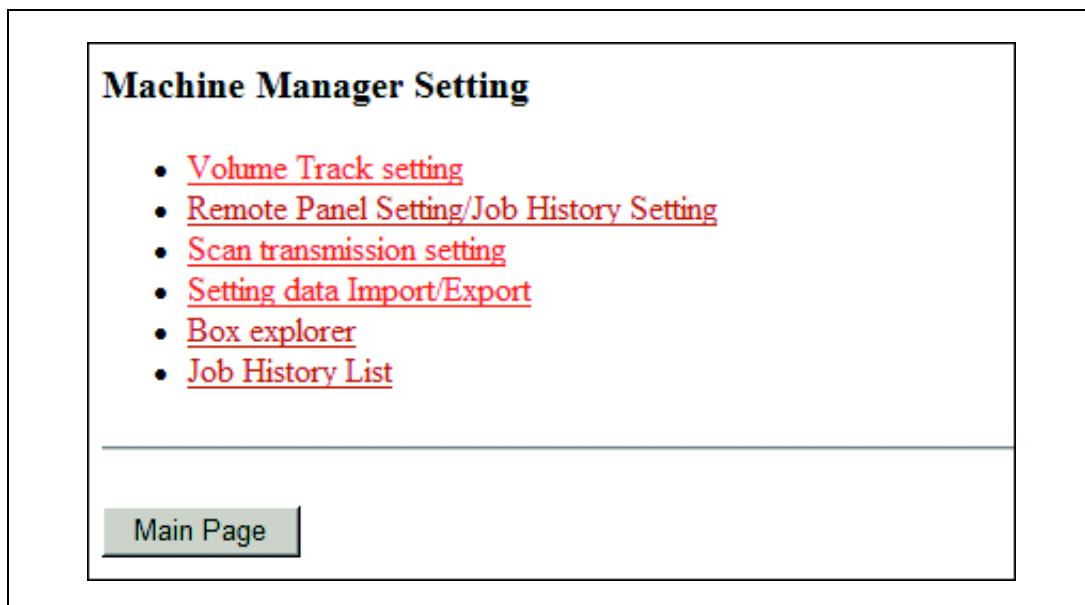 Machine Manager Setting
Volume Track setting
Remote Panel Setting/Job History Setting
Scan transmission setting
Setting data Import/Export
Box explorer
Job History List
Main Page